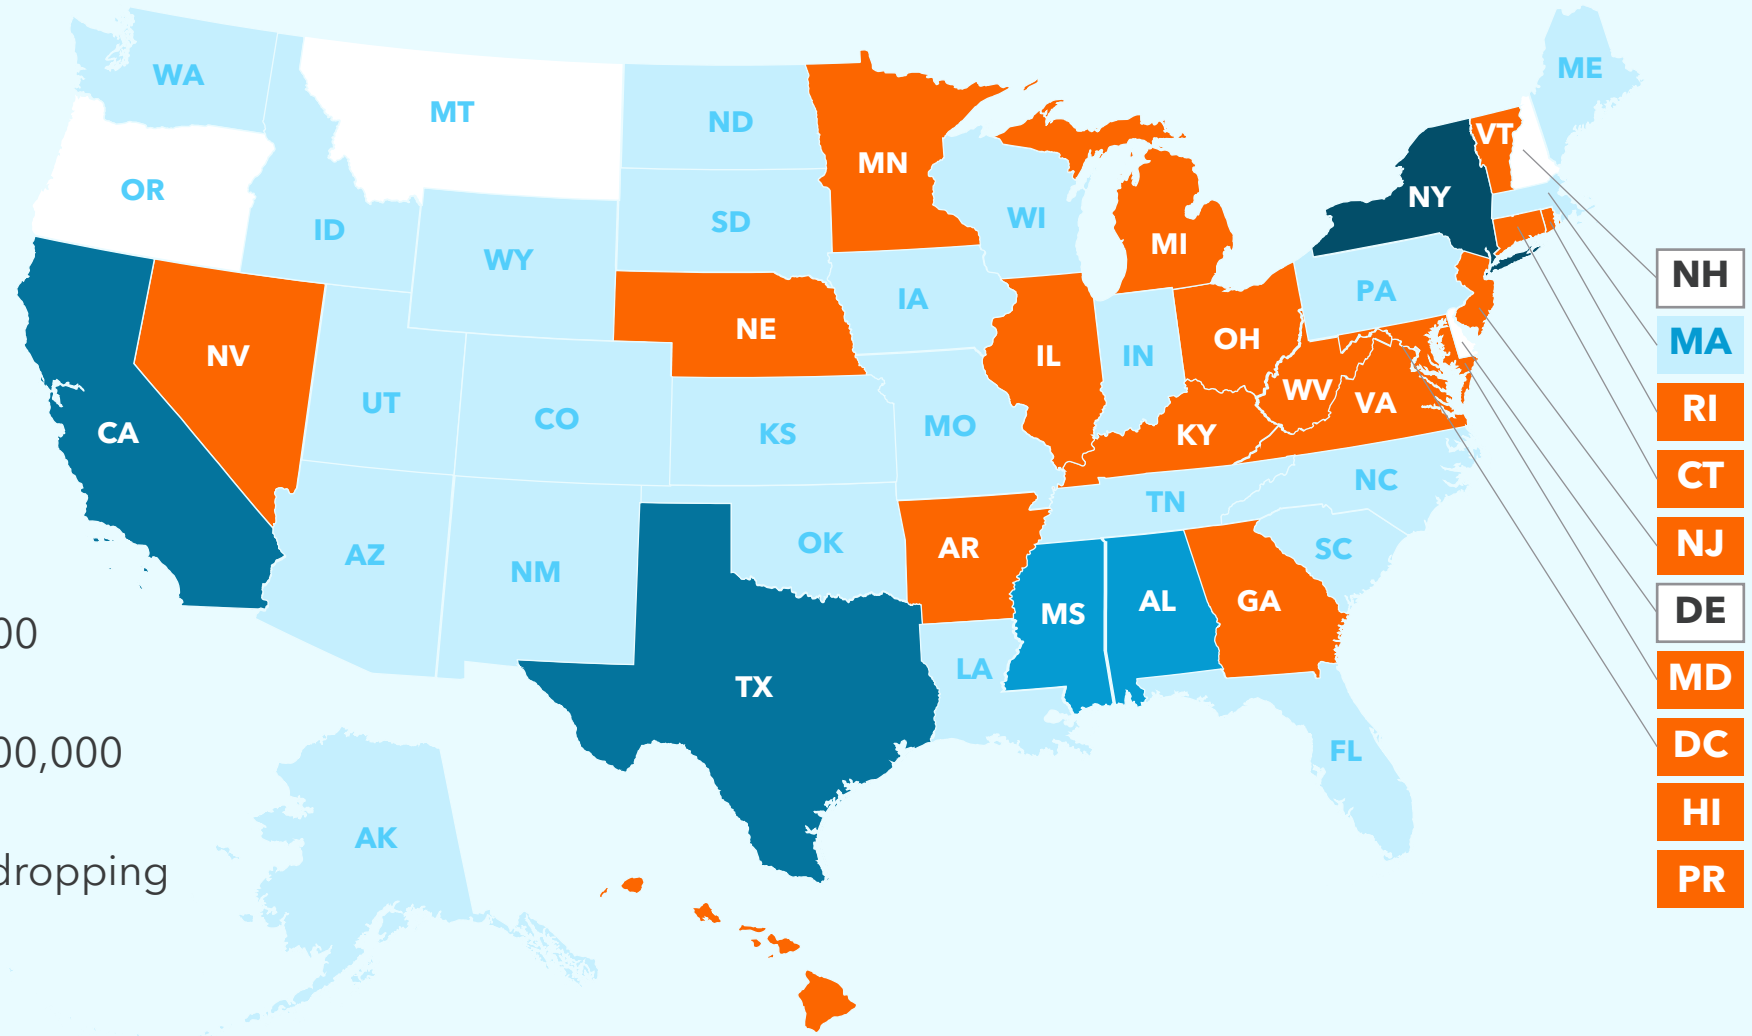 ME
WA
MT
ND
VT
MN
OR
NY
WI
SD
ID
MI
WY
NH
PA
IA
MA
NE
OH
NV
IL
IN
WV
VA
RI
UT
CO
KS
MO
KY
CA
CT
NC
TN
NJ
OK
AR
SC
AZ
NM
MS
AL
GA
DE
00
LA
MD
TX
DC
FL
00,000
HI
AK
dropping
PR